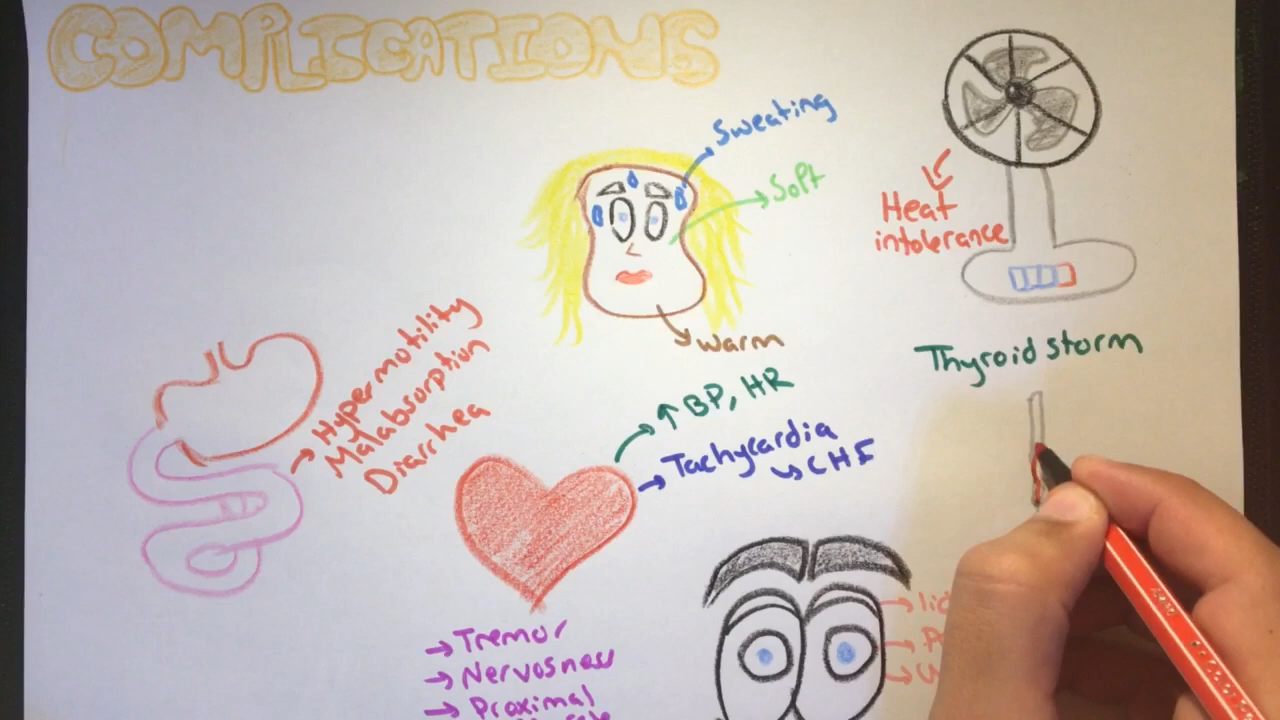 COMPLICATIONS
Sweating
Soft
Heat
intolerance
warm
Thyroid storm
Hypermotility
Malabsorption
Diarrhea
↑ BP, HR
→ Tachycardia
↳ CHF
→ Tremor
→ Nervosness
→ Proximal